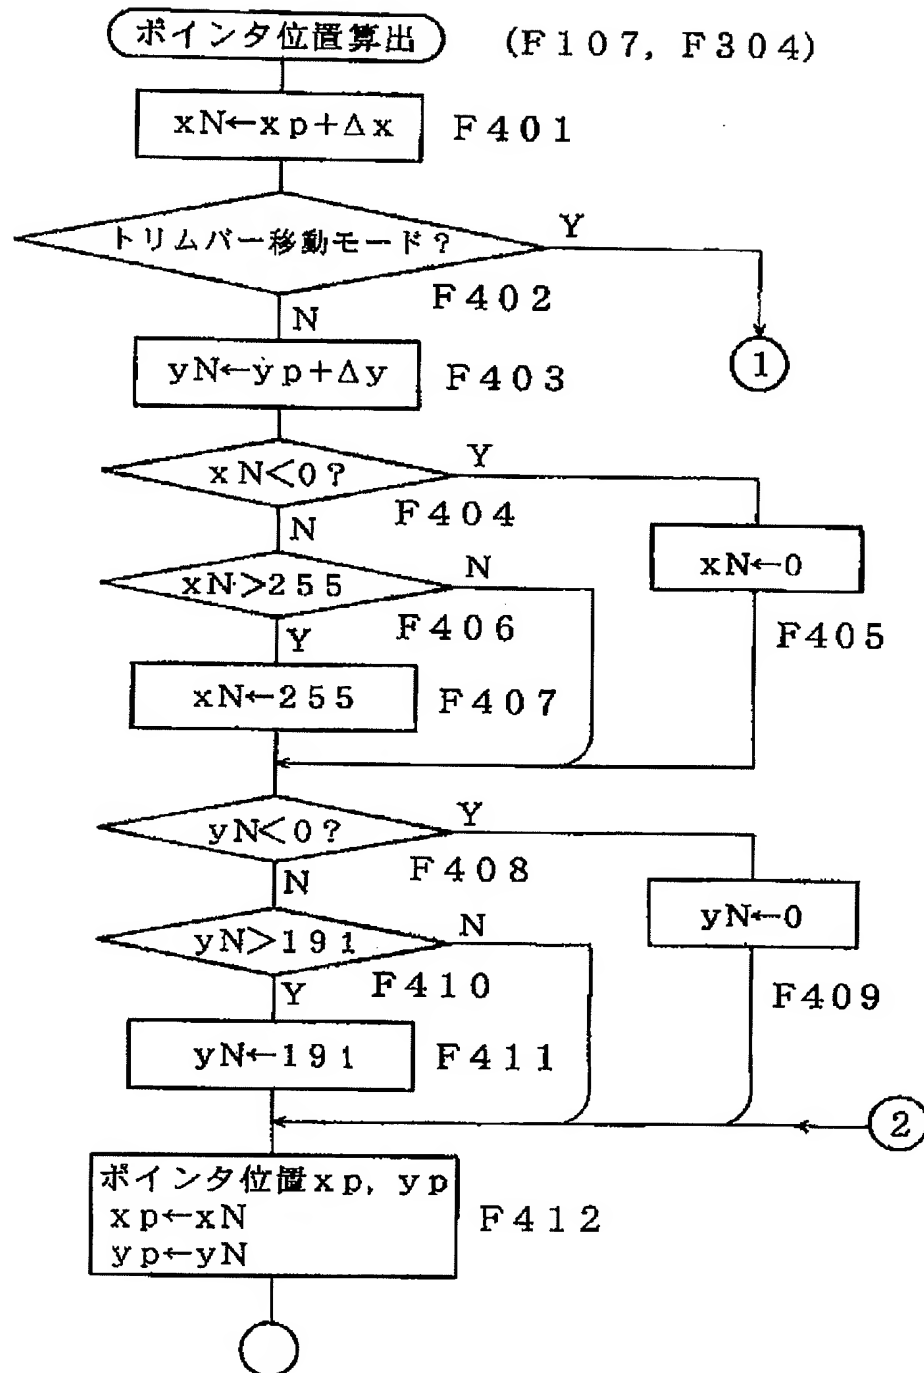 ポインタ位置算出 (F107, F304)
xN←xp+Δx F401
トリムバー移動モード? Y
F402
N
1
yN←yp+Δy F403
xN<0? Y
F404
N
xN←0
F405
xN>255 N
F406
Y
xN←255 F407
yN<0? Y
F408
N
yN←0
F409
yN>191 N
F410
Y
yN←191 F411
2
ポインタ位置xp, yp
xp←xN
yp←yN
F412